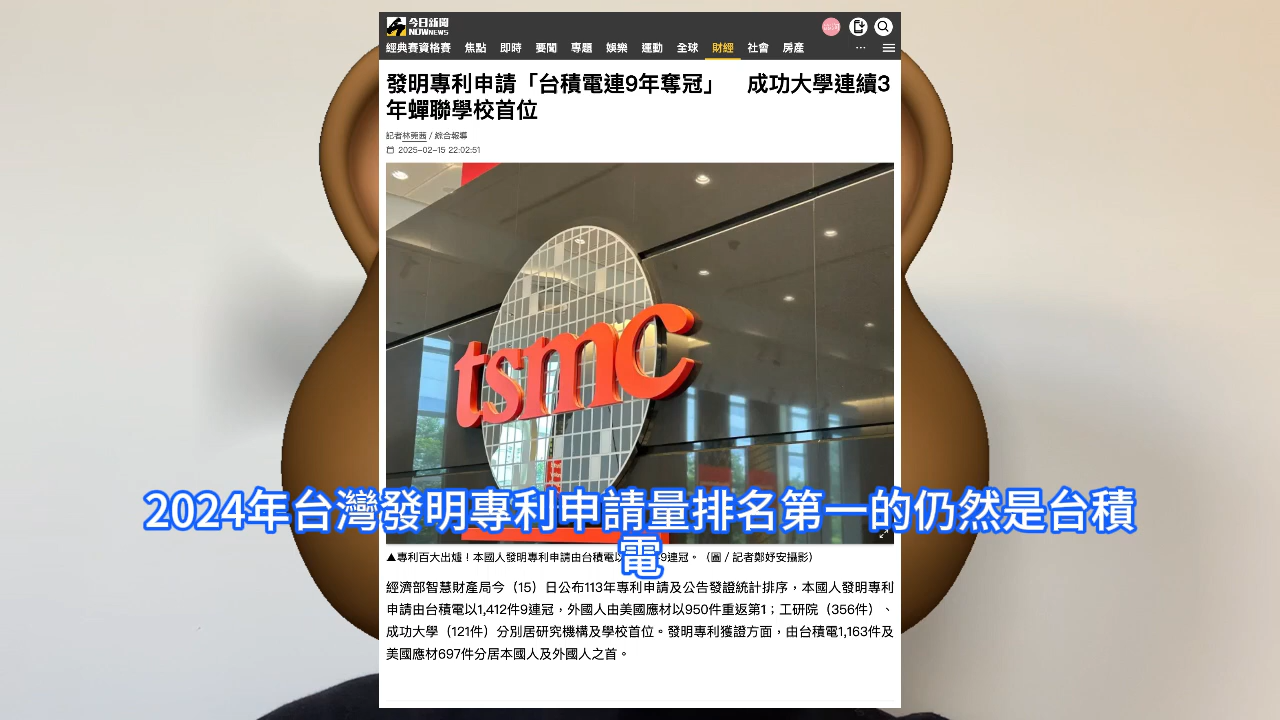 今日新聞
NOWNEWS
經典賽資格賽 焦點 即時 要聞 專題 娛樂 運動 全球 財經 社會 房產
發明專利申請「台積電連9年奪冠」 成功大學連續3
年蟬聯學校首位
記者林莞茜 / 綜合報導
2025-02-15 22:02:51
tsmc
2024年台灣發明專利申請量排名第一的仍然是台積
電
▲專利百大出爐！本國人發明專利申請由台積電以 9連冠。（圖 / 記者鄭妤安攝影）
經濟部智慧財產局今（15）日公布113年專利申請及公告發證統計排序，本國人發明專利
申請由台積電以1,412件9連冠，外國人由美國應材以950件重返第1；工研院（356件）、
成功大學（121件）分別居研究機構及學校首位。發明專利獲證方面，由台積電1,163件及
美國應材697件分居本國人及外國人之首。